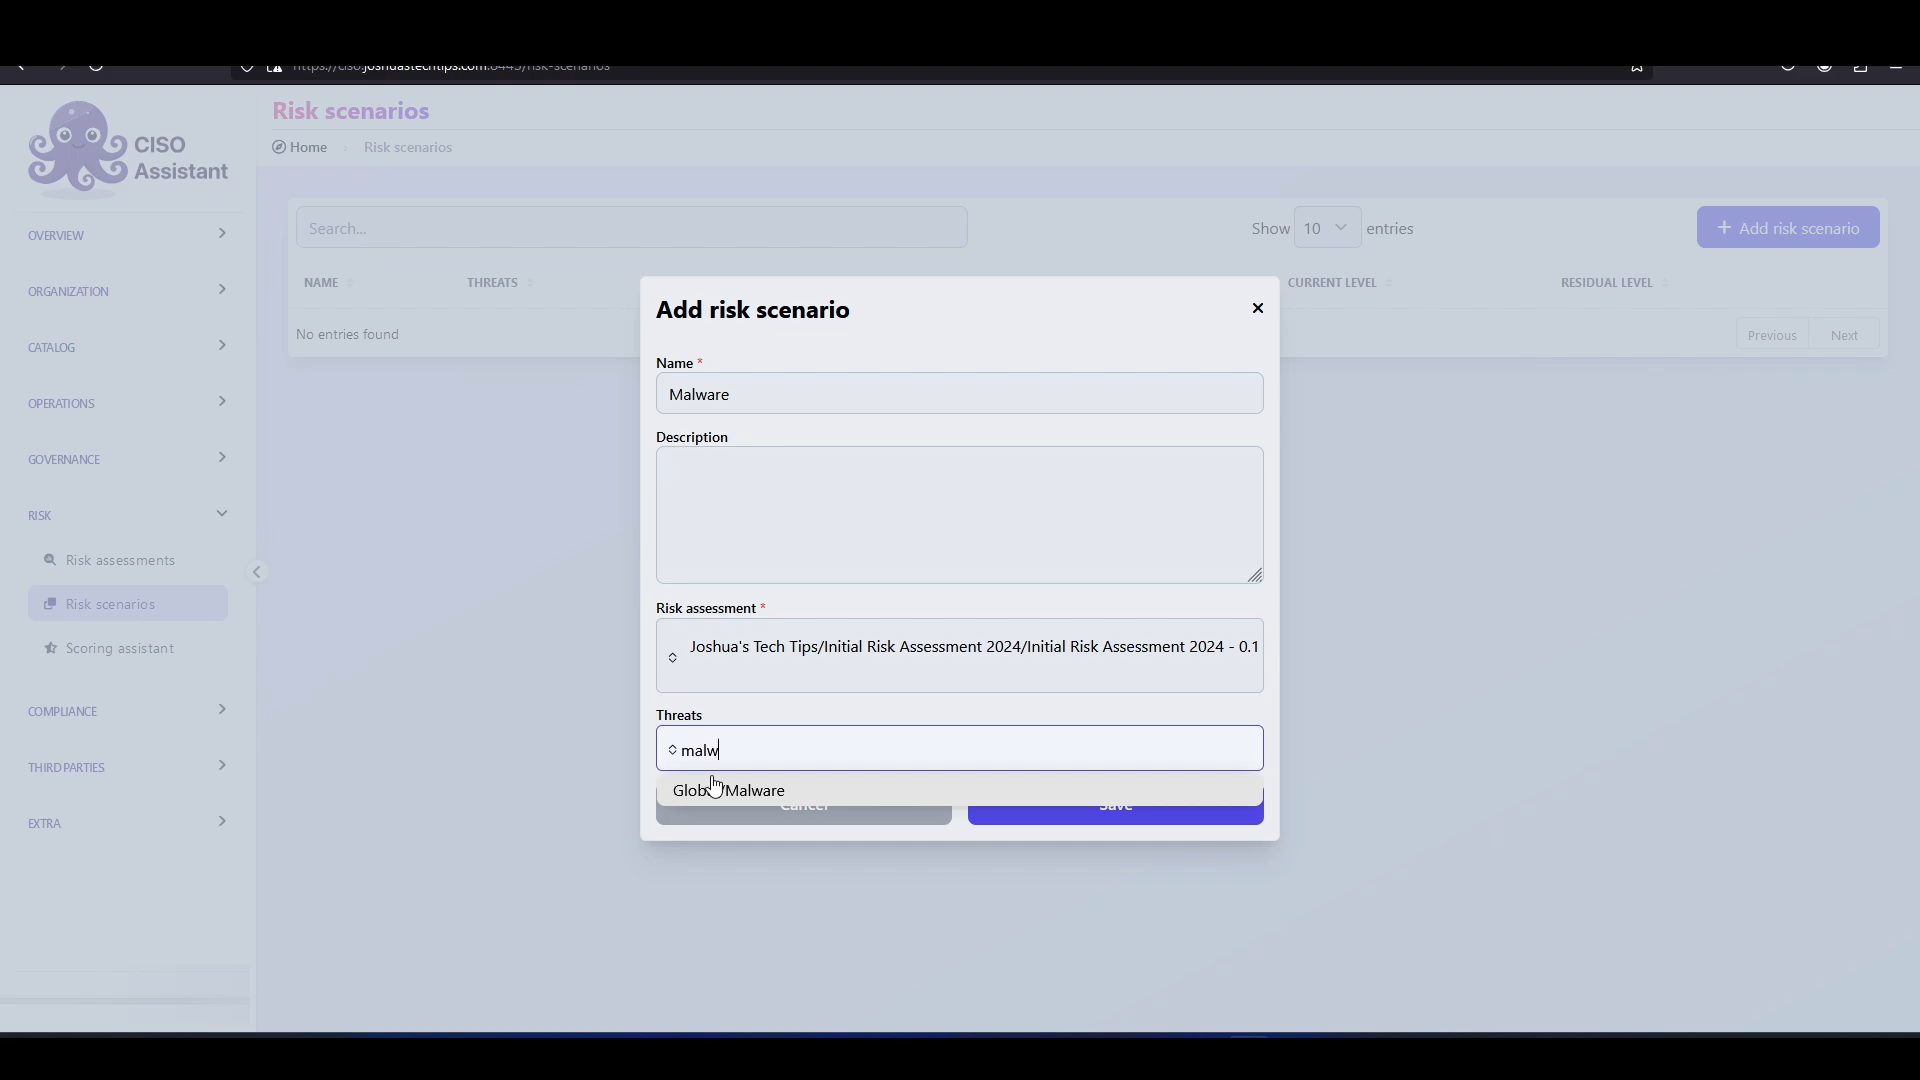 https://ciso.joshuastechtips.com:8443/risk-scenarios
CISO
Assistant
Risk scenarios
Home
Risk scenarios
OVERVIEW
ORGANIZATION
CATALOG
OPERATIONS
GOVERNANCE
RISK
Risk assessments
Risk scenarios
Scoring assistant
COMPLIANCE
THIRD PARTIES
EXTRA
Search...
Show 10 entries
+ Add risk scenario
NAME THREATS CURRENT LEVEL RESIDUAL LEVEL
No entries found
Previous Next
Add risk scenario
Name *
Malware
Description
Risk assessment *
Joshua's Tech Tips/Initial Risk Assessment 2024/Initial Risk Assessment 2024 - 0.1
Threats
malw
Global/Malware
Cancel Save